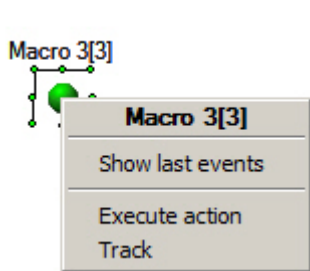 Macro 3[3]
Macro 3[3]
Show last events
Execute action
Track